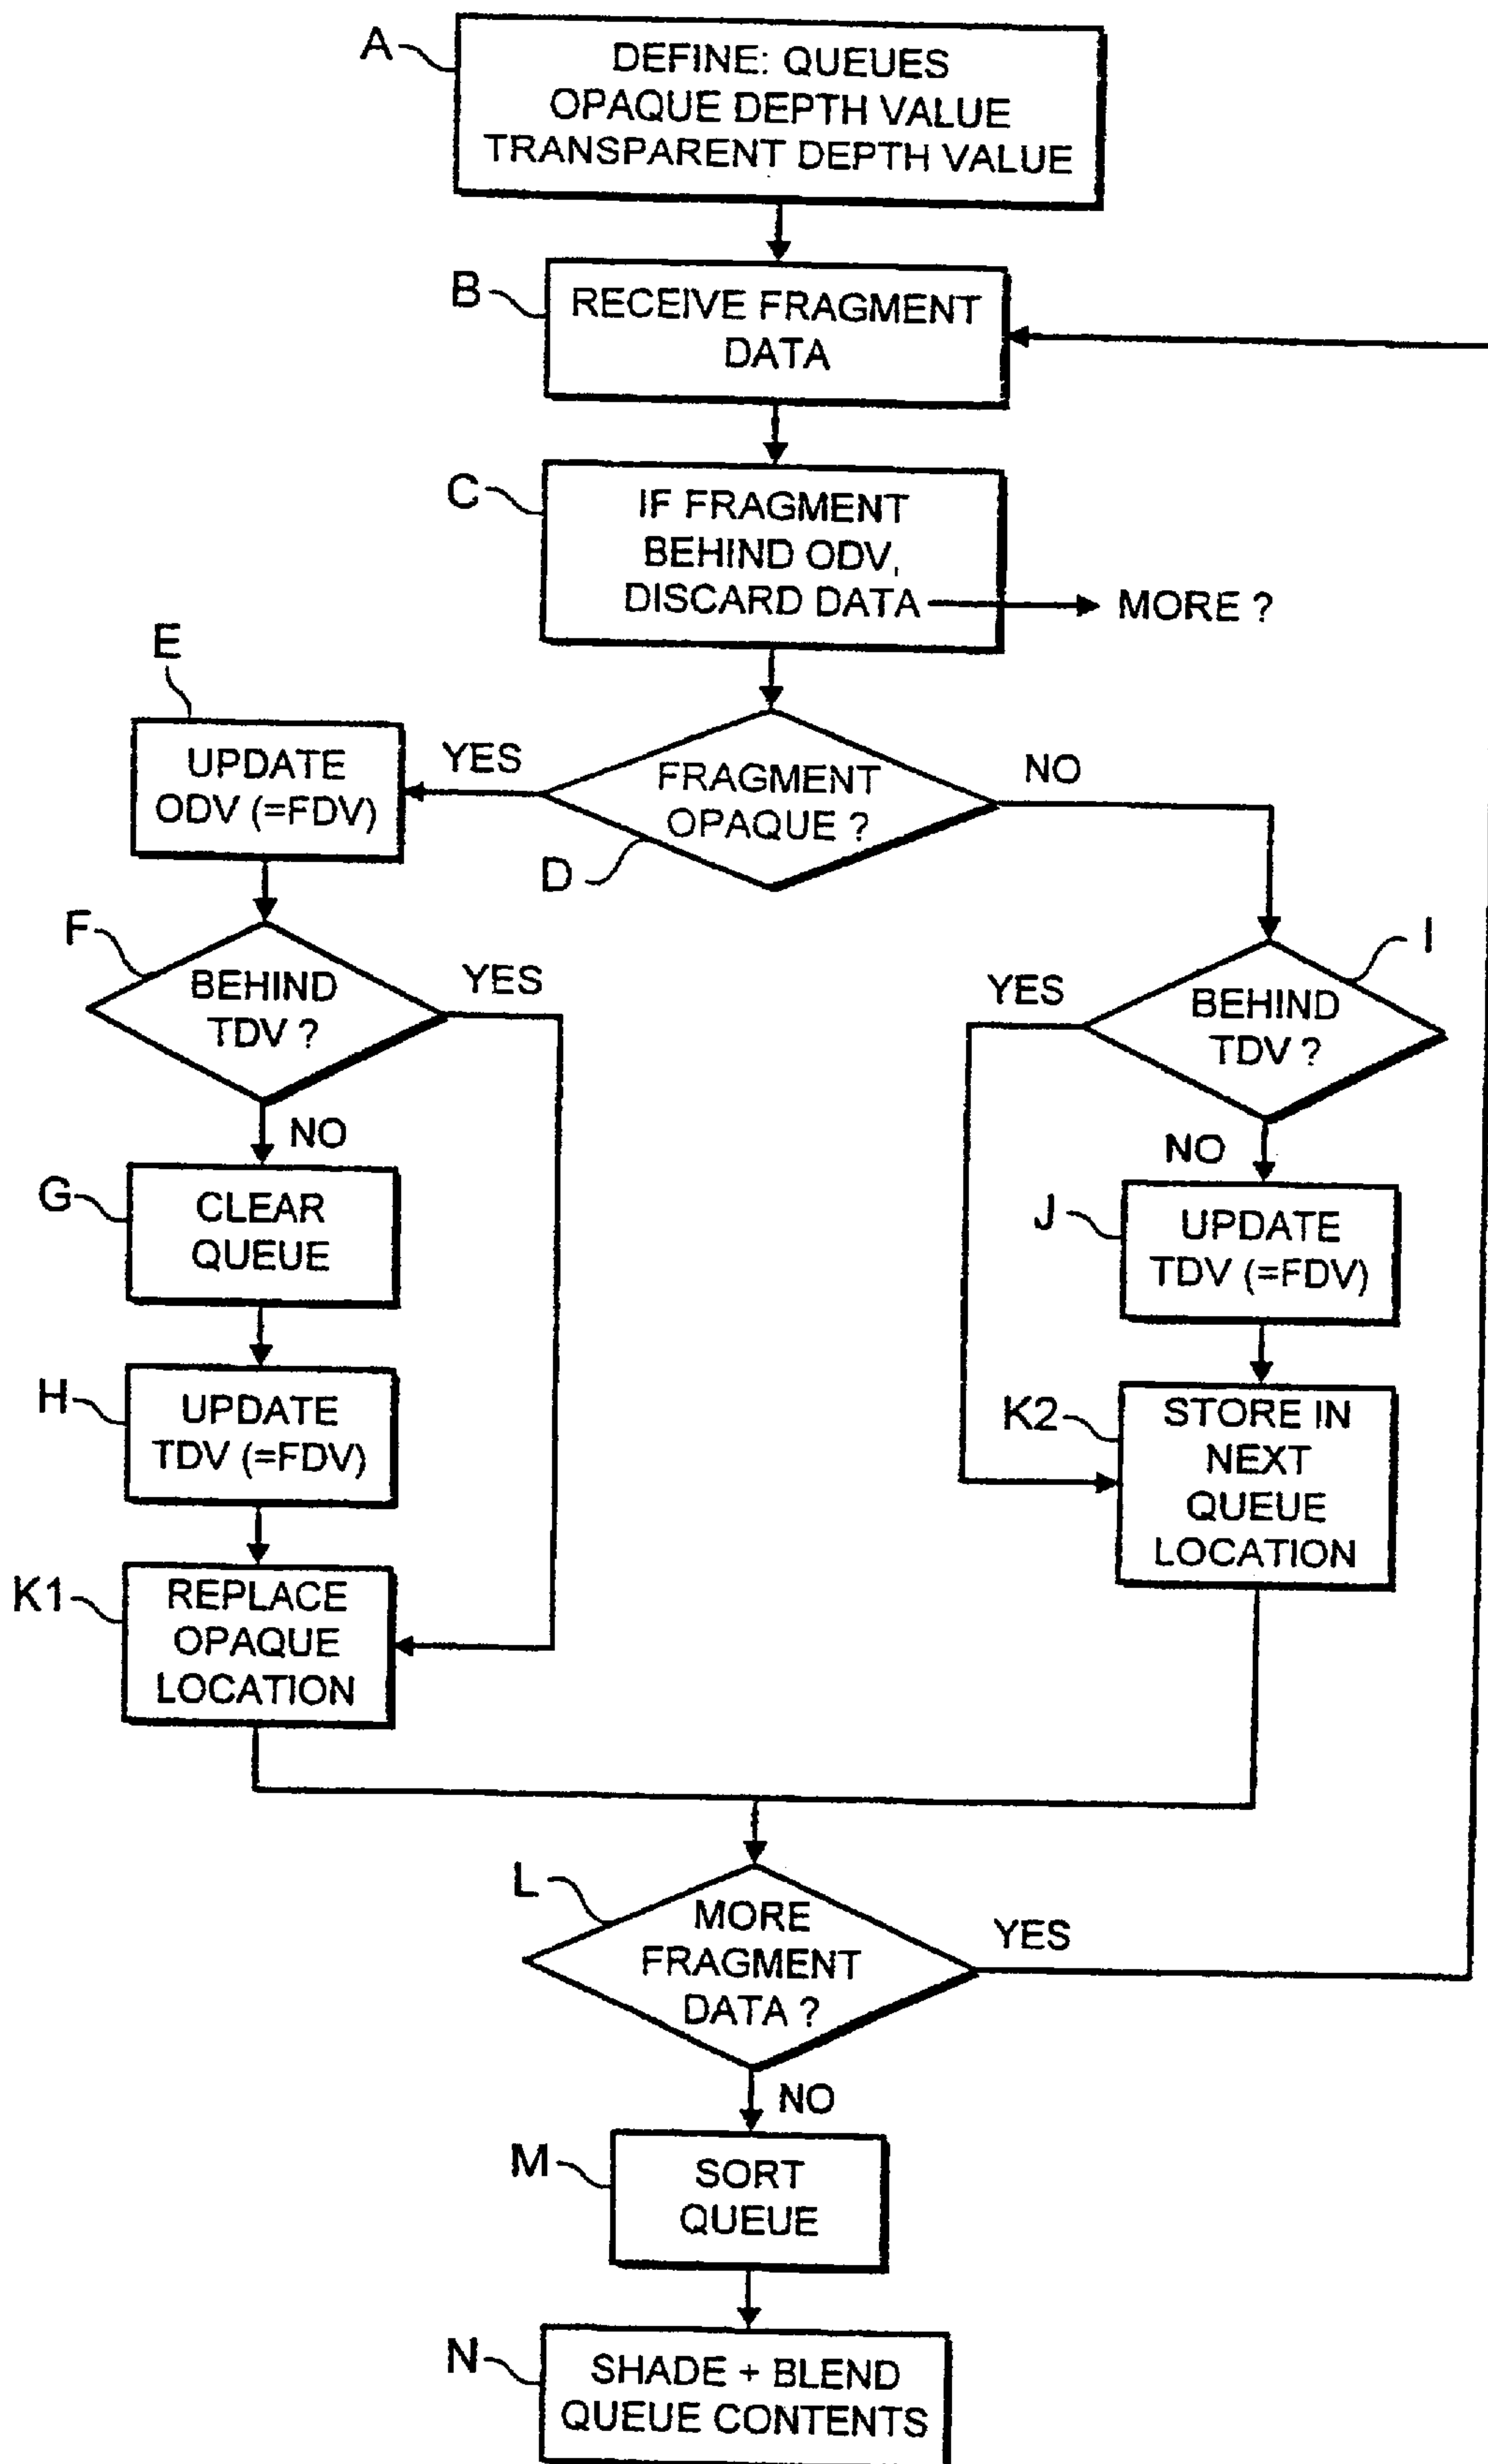 A
DEFINE: QUEUES
OPAQUE DEPTH VALUE
TRANSPARENT DEPTH VALUE
B
RECEIVE FRAGMENT
DATA
C
IF FRAGMENT
BEHIND ODV,
DISCARD DATA
MORE ?
E
UPDATE
ODV (=FDV)
YES
FRAGMENT
OPAQUE ?
NO
D
F
BEHIND
TDV ?
YES
I
BEHIND
TDV ?
YES
NO
NO
G
CLEAR
QUEUE
J
UPDATE
TDV (=FDV)
H
UPDATE
TDV (=FDV)
K2
STORE IN
NEXT
QUEUE
LOCATION
K1
REPLACE
OPAQUE
LOCATION
L
MORE
FRAGMENT
DATA ?
YES
NO
M
SORT
QUEUE
N
SHADE + BLEND
QUEUE CONTENTS